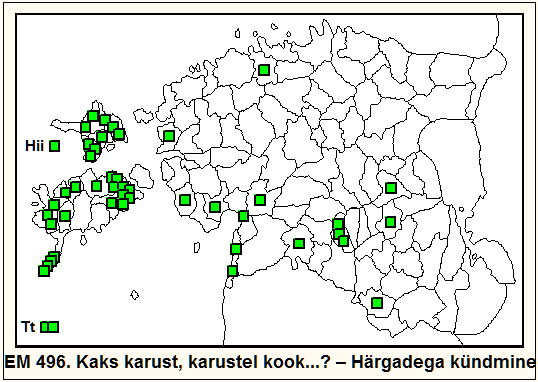 Hii
Tt
EM 496. Kaks karust, karustel kook...? – Härgadega kündmine